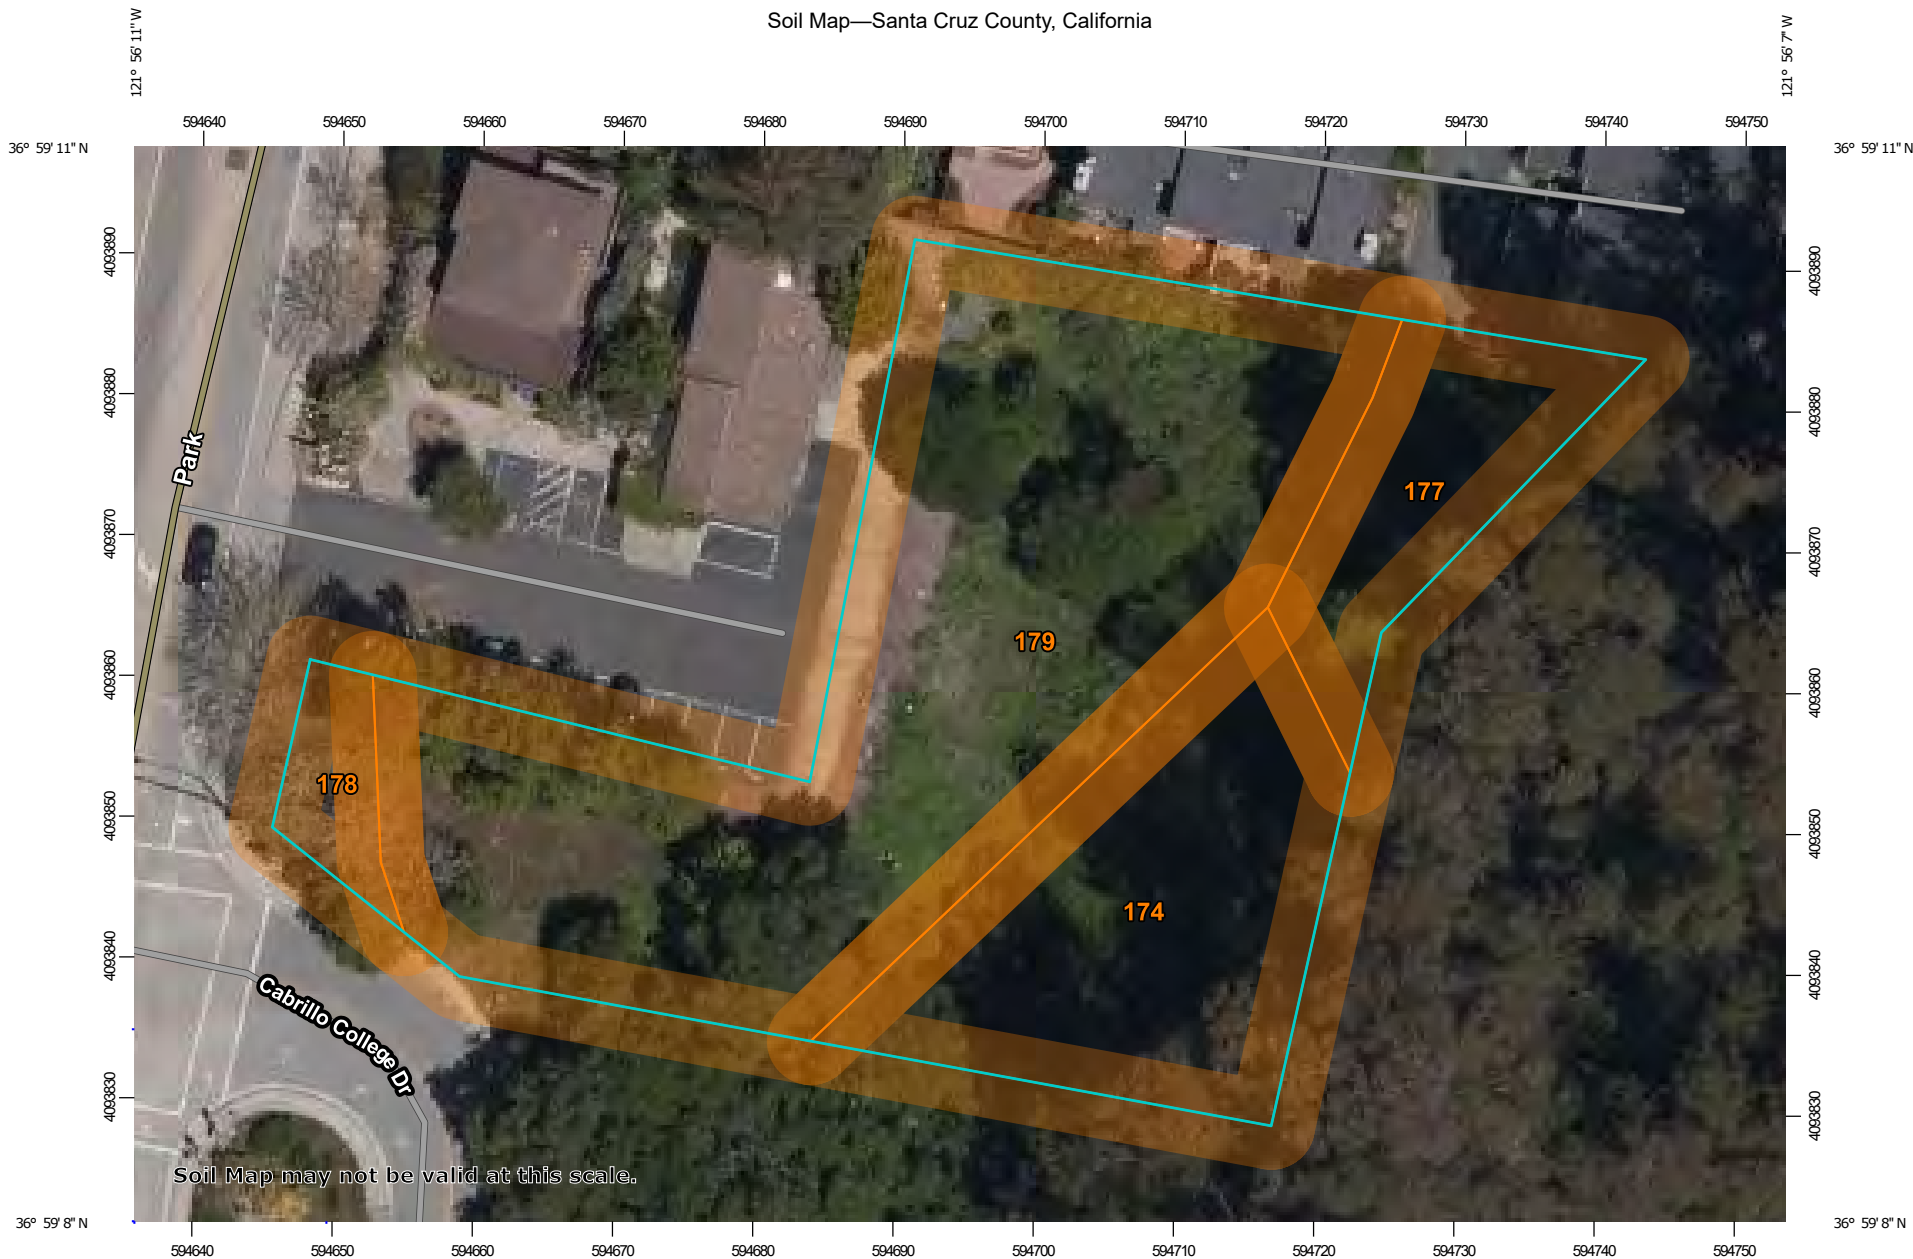 Soil Map—Santa Cruz County, California
121° 56' 11" W
121° 56' 7" W
594640 594650 594660 594670 594680 594690 594700 594710 594720 594730 594740 594750
36° 59' 11" N
36° 59' 11" N
4093890
4093890
4093880
4093880
Park
177
4093870
4093870
179
4093860
4093860
178
4093850
4093850
174
4093840
4093840
Cabrillo College Dr
4093830
4093830
Soil Map may not be valid at this scale.
36° 59' 8" N
36° 59' 8" N
594640 594650 594660 594670 594680 594690 594700 594710 594720 594730 594740 594750